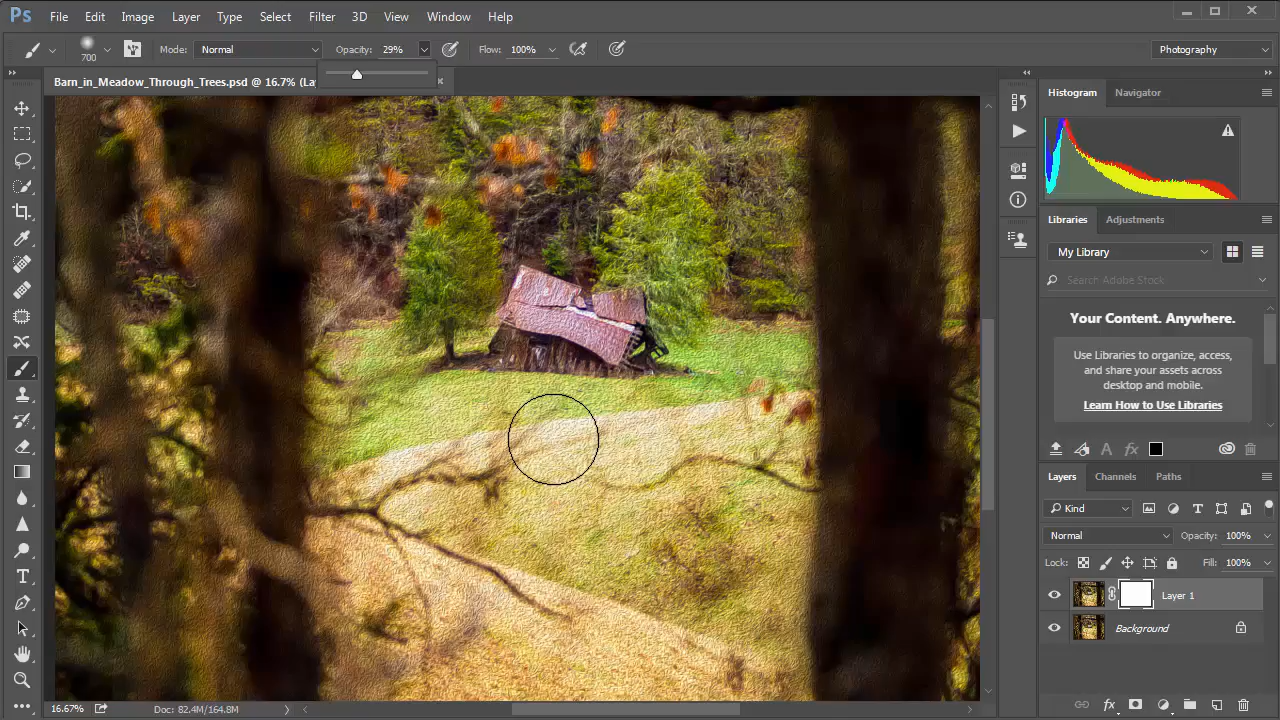 Ps File Edit Image Layer Type Select Filter 3D View Window Help
700 Mode: Normal Opacity: 29% Flow: 100% Photography
Barn_in_Meadow_Through_Trees.psd @ 16.7% (La
Histogram Navigator
Libraries Adjustments
My Library
Search Adobe Stock
Your Content. Anywhere.
Use Libraries to organize, access,
and share your assets across
desktop and mobile.
Learn How to Use Libraries
A fx
Layers Channels Paths
Kind T
Normal Opacity: 100%
Lock: Fill: 100%
Layer 1
Background
fx
16.67% Doc: 82.4M/164.8M